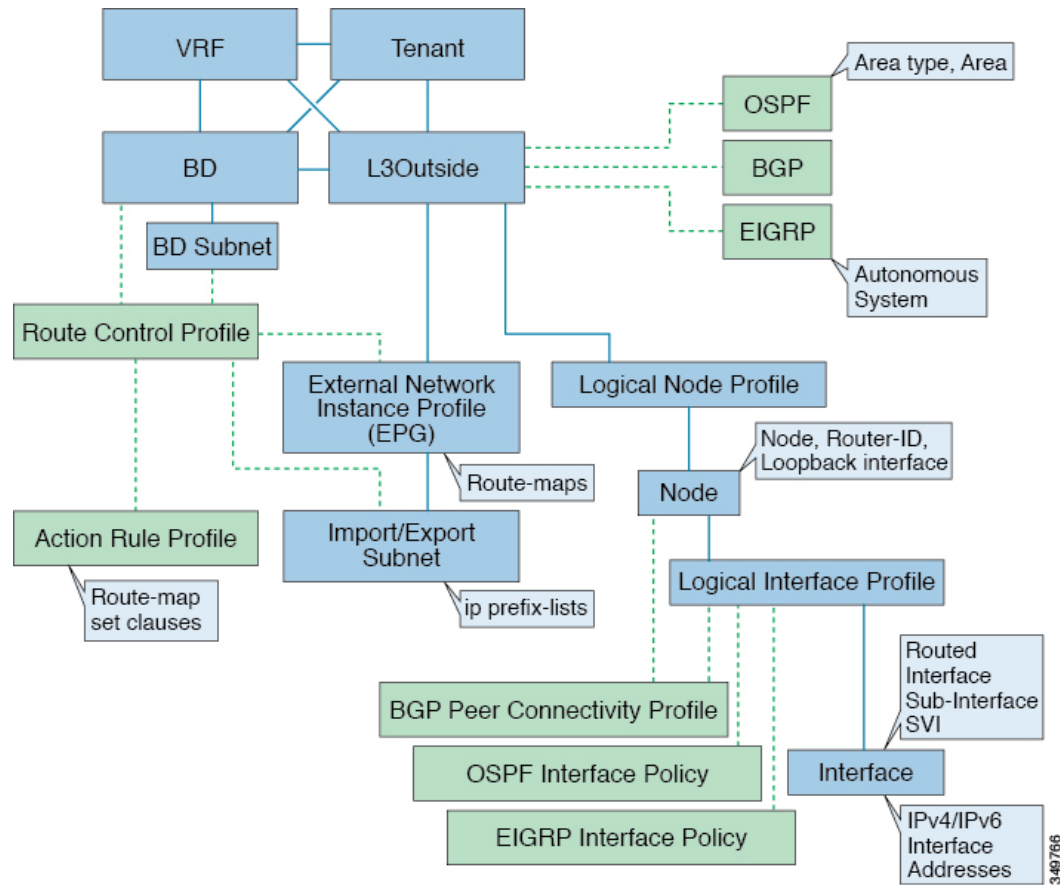 VRF
Tenant
Area type, Area
OSPF
BD
L3Outside
BGP
BD Subnet
EIGRP
Autonomous
System
Route Control Profile
External Network
Instance Profile
(EPG)
Logical Node Profile
Route-maps
Node, Router-ID,
Loopback interface
Node
Action Rule Profile
Import/Export
Subnet
Logical Interface Profile
Route-map
set clauses
ip prefix-lists
Routed
Interface
Sub-Interface
SVI
BGP Peer Connectivity Profile
OSPF Interface Policy
Interface
EIGRP Interface Policy
IPv4/IPv6
Interface
Addresses
349766